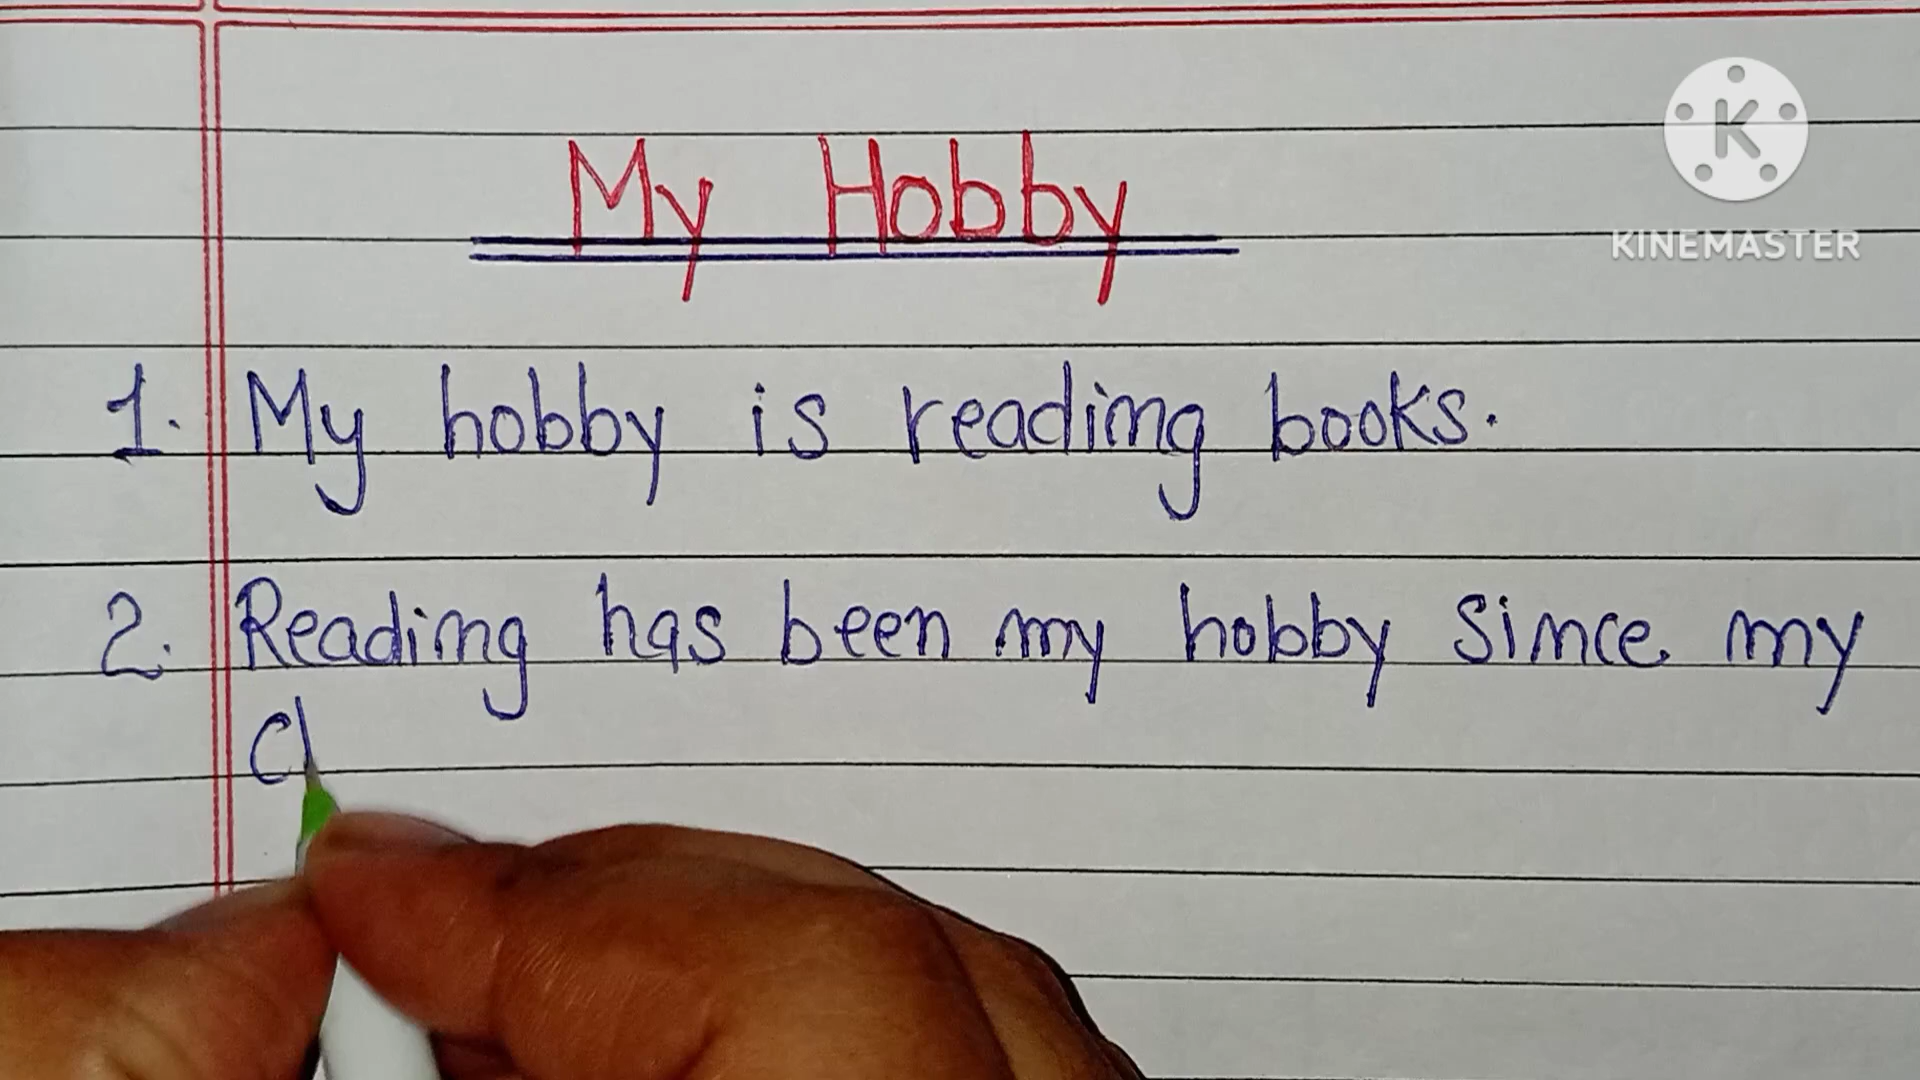 My Hobby
K
KINEMASTER
1. My hobby is reading books.
2. Reading has been my hobby since my